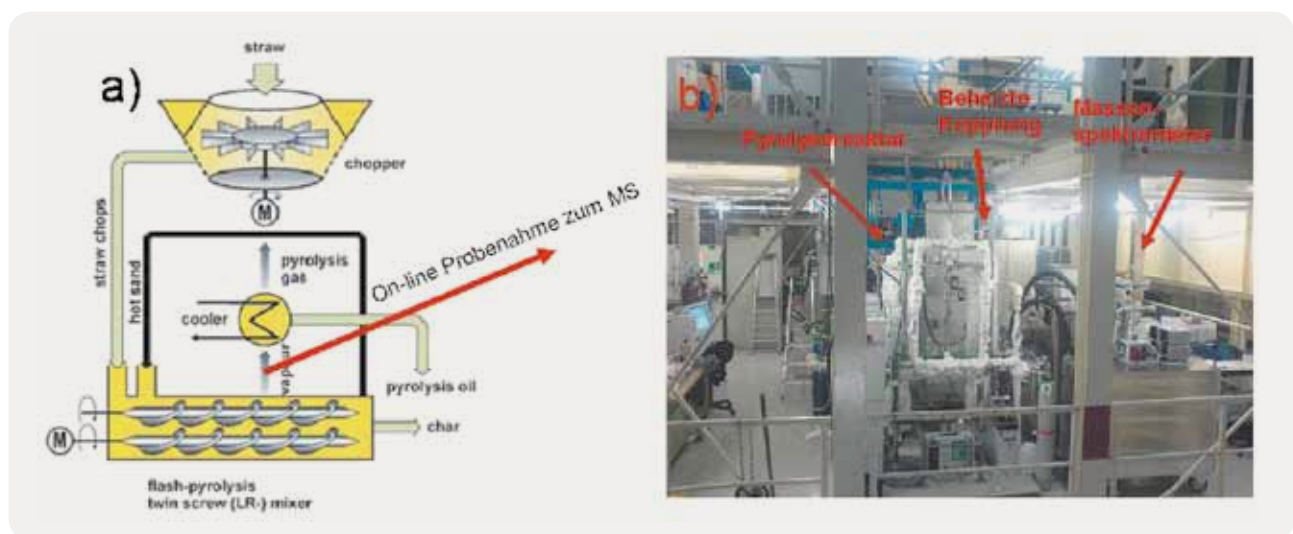 a)
straw
chopper
M
straw chops
hot sand
pyrolysis
gas
On-line Probenahme zum MS
cooler
vapour
pyrolysis oil
char
M
flash-pyrolysis
twin screw (LR-) mixer
b)
Pyrolysereaktor
Beheizte
Kopplung
Massen-
spektrometer